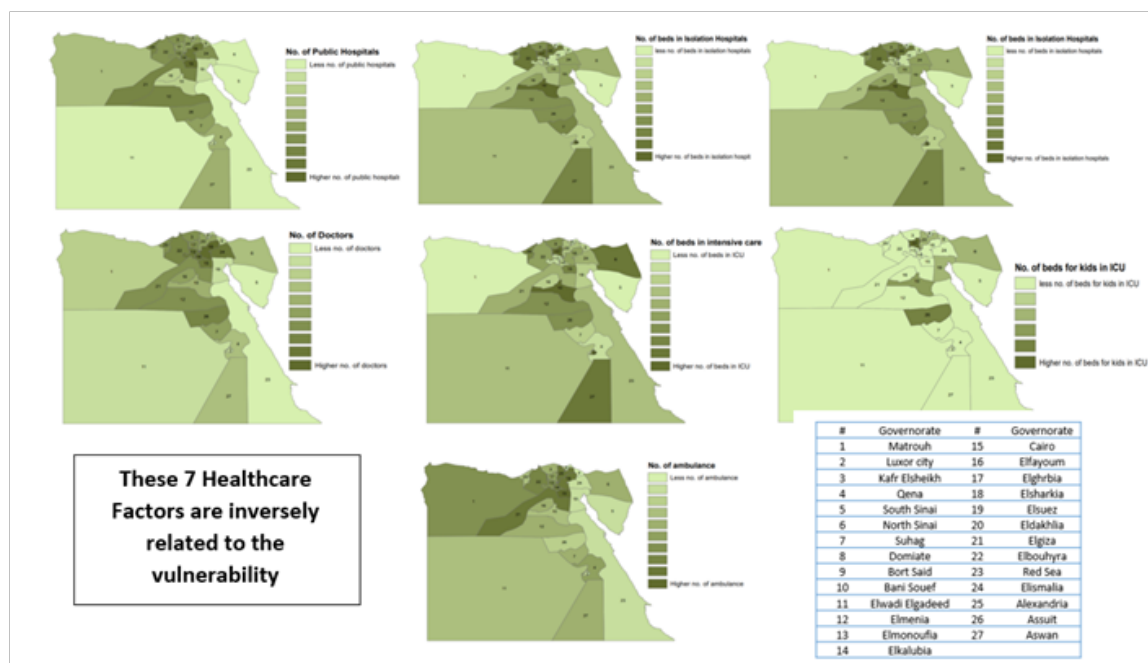 No. of Public Hospitals
Less no. of public hospitals
Higher no. of public hospitalt
No. of beds in Isolation Hospitals
less no. of beds in isolation hospitals
Higher no. of beds in isolation hospit
No. of beds in Isolation Hospitals
less no. of beds in isolation hospitals
Higher no. of beds in isolation hospitals
No. of Doctors
Less no. of doctors
Higher no. of doctors
No. of beds in intensive care
Less no. of beds in ICU
Higher no. of beds in ICU
No. of beds for kids in ICU
less no. of beds for kids in ICU
Higher no. of beds for kids in ICU
These 7 Healthcare
Factors are inversely
related to the
vulnerability
No. of ambulance
Less no. of ambulance
Higher no. of ambulance
# Governorate # Governorate
1 Matrouh 15 Cairo
2 Luxor city 16 Elfayoum
3 Kafr Elsheikh 17 Elghrbia
4 Qena 18 Elsharkia
5 South Sinai 19 Elsuez
6 North Sinai 20 Eldakhlia
7 Suhag 21 Elgiza
8 Domiate 22 Elbouhyra
9 Bort Said 23 Red Sea
10 Bani Souef 24 Elismalia
11 Elwadi Elgadeed 25 Alexandria
12 Elmenia 26 Assuit
13 Elmonoufia 27 Aswan
14 Elkalubia